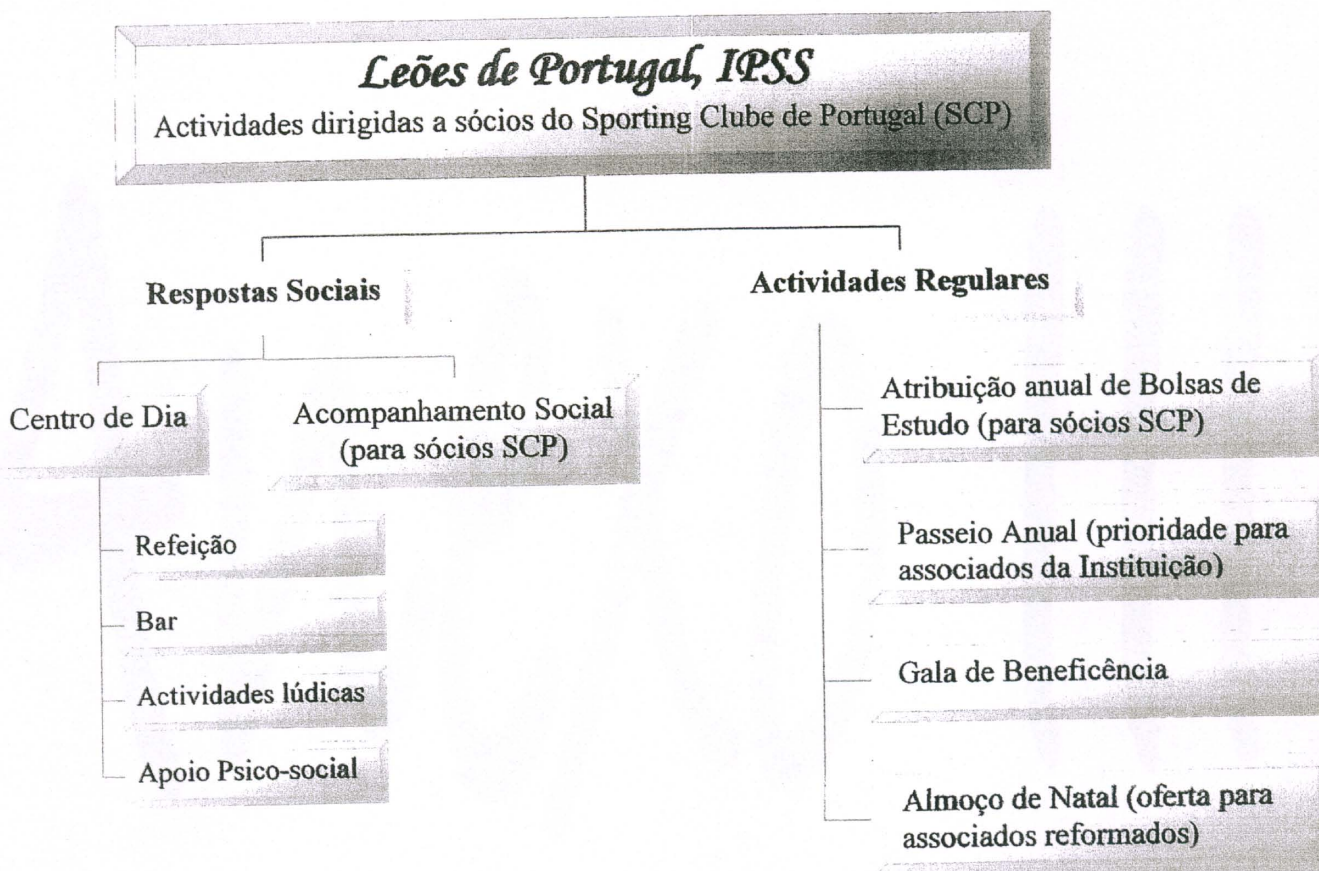 Leões de Portugal, IPSS
Actividades dirigidas a sócios do Sporting Clube de Portugal (SCP)
Respostas Sociais
Centro de Dia
Acompanhamento Social
(para sócios SCP)
Refeição
Bar
Actividades lúdicas
Apoio Psico-social
Actividades Regulares
Atribuição anual de Bolsas de
Estudo (para sócios SCP)
Passeio Anual (prioridade para
associados da Instituição)
Gala de Beneficência
Almoço de Natal (oferta para
associados reformados)